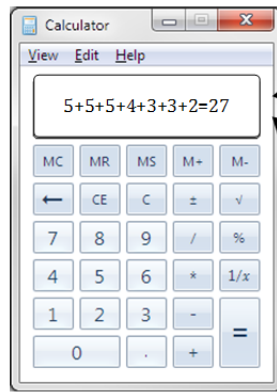 Calculator
View Edit Help
5+5+5+4+3+3+2=27
MC MR MS M+ M-
← CE C ± √
7 8 9 / %
4 5 6 * 1/x
1 2 3 - =
0 . +